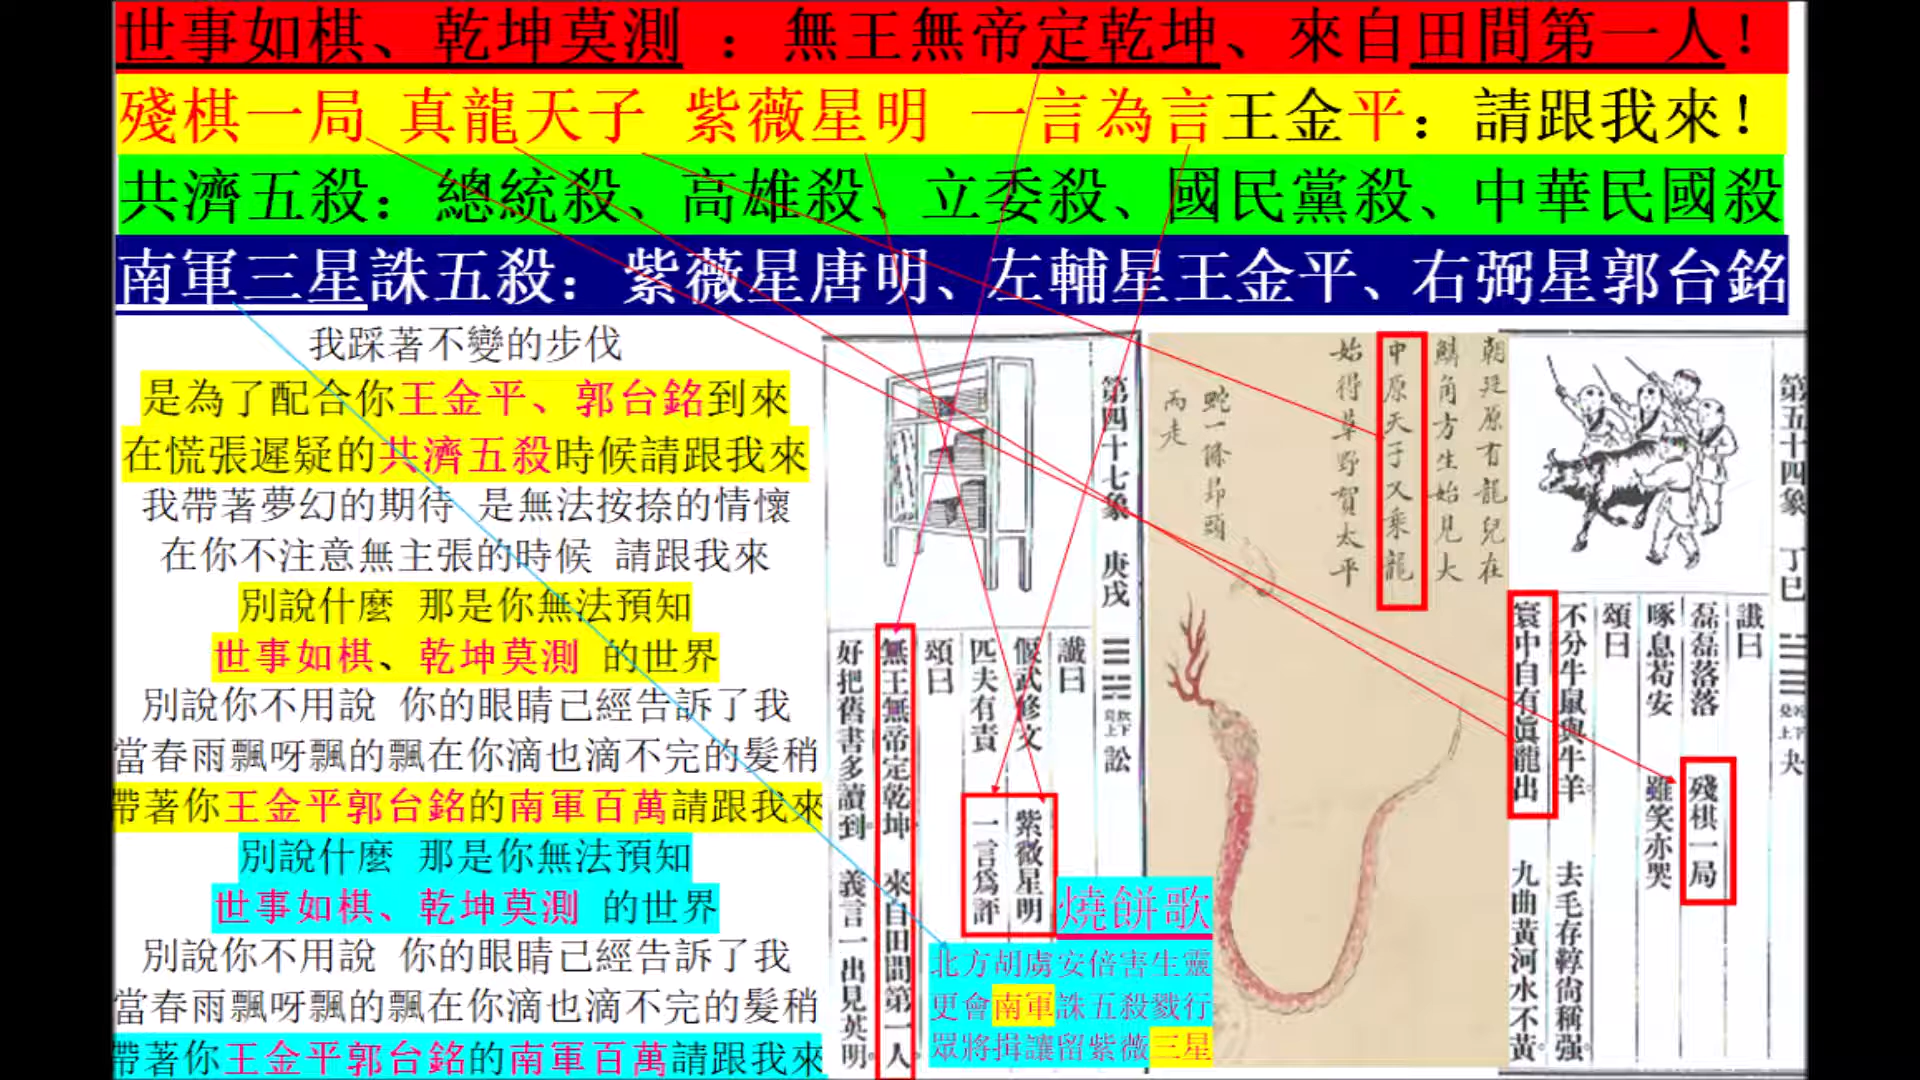 世事如棋、乾坤莫測 ：無王無帝定乾坤、來自田間第一人！
殘棋一局 真龍天子 紫薇星明 一言為言王金平：請跟我來！
共濟五殺：總統殺、高雄殺、立委殺、國民黨殺、中華民國殺
南軍三星誅五殺：紫薇星唐明、左輔星王金平、右弼星郭台銘
我踩著不變的步伐
是為了配合你王金平、郭台銘到來
在慌張遲疑的共濟五殺時候請跟我來
我帶著夢幻的期待 是無法按捺的情懷
在你不注意無主張的時候 請跟我來
別說什麼 那是你無法預知
世事如棋、乾坤莫測 的世界
別說你不用說 你的眼睛已經告訴了我
當春雨飄呀飄的飄在你滴也滴不完的髮稍
帶著你王金平郭台銘的南軍百萬請跟我來
別說什麼 那是你無法預知
世事如棋、乾坤莫測 的世界
別說你不用說 你的眼睛已經告訴了我
當春雨飄呀飄的飄在你滴也滴不完的髮稍
帶著你王金平郭台銘的南軍百萬請跟我來
第四十七象 庚戌
坎下
訟
讖曰
偃武修文 紫微星明
匹夫有責 一言為評
頌曰
無王無帝定乾坤 來自田間第一人
好把舊書多讀到 義言一出見英明
燒餅歌
北方胡虜安倍害生靈
更會南軍誅五殺戮行
眾將揖讓留紫薇三星
朝廷原有龍兒在
鱗角方生始見大
中原天子又乘龍
始得草野賀太平
蛇一條昂頭
而走
第五十四象 丁巳
夬
讖曰
磊磊落落 殘棋一局
啄息苟安 雖笑亦哭
頌曰
不分牛鼠與牛羊 去毛存鞟尚稱强
寰中自有真龍出 九曲黃河水不黃